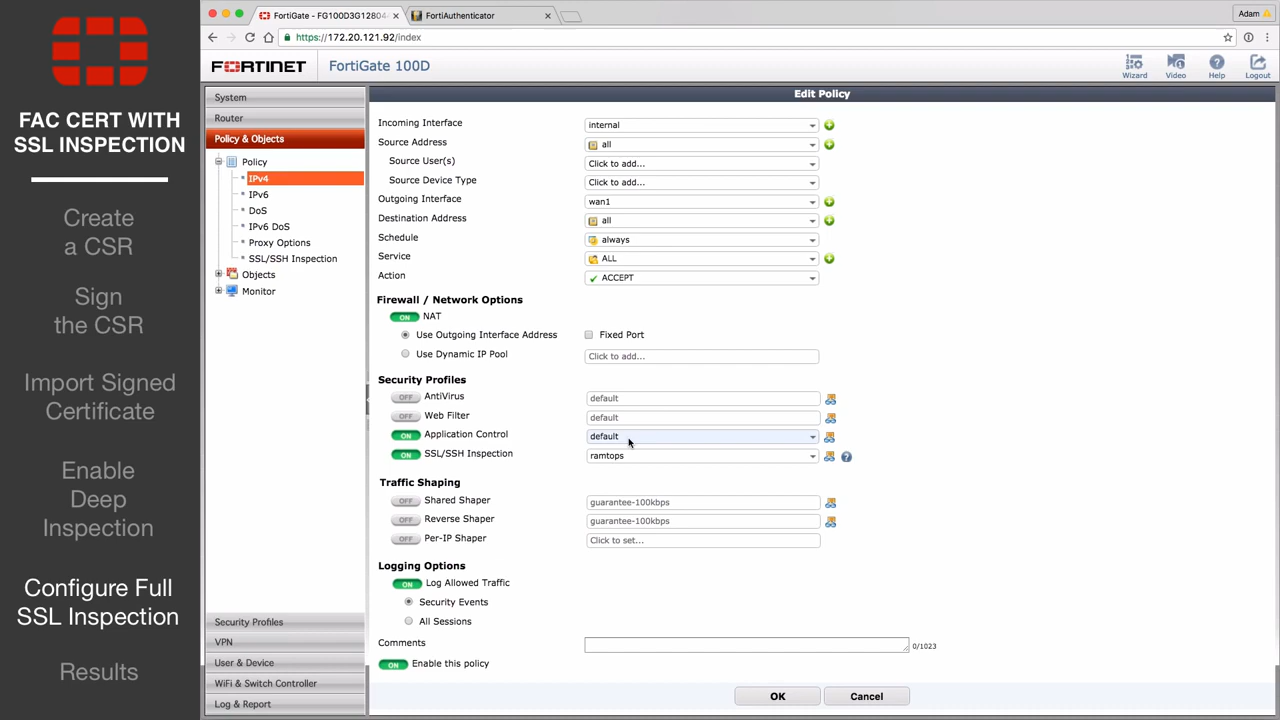 FAC CERT WITH
SSL INSPECTION
Create
a CSR
Sign
the CSR
Import Signed
Certificate
Enable
Deep
Inspection
Configure Full
SSL Inspection
Results
FortiGate - FG100D3G12804
FortiAuthenticator
Adam
https://172.20.121.92/index
FORTINET
FortiGate 100D
Wizard
Video
Help
Logout
System
Router
Policy & Objects
Policy
IPv4
IPv6
DoS
IPv6 DoS
Proxy Options
SSL/SSH Inspection
Objects
Monitor
Security Profiles
VPN
User & Device
WiFi & Switch Controller
Log & Report
Edit Policy
Incoming Interface internal
Source Address all
Source User(s) Click to add...
Source Device Type Click to add...
Outgoing Interface wan1
Destination Address all
Schedule always
Service ALL
Action ACCEPT
Firewall / Network Options
ON NAT
Use Outgoing Interface Address Fixed Port
Use Dynamic IP Pool Click to add...
Security Profiles
OFF AntiVirus default
OFF Web Filter default
ON Application Control default
ON SSL/SSH Inspection ramtops
Traffic Shaping
OFF Shared Shaper guarantee-100kbps
OFF Reverse Shaper guarantee-100kbps
OFF Per-IP Shaper Click to set...
Logging Options
ON Log Allowed Traffic
Security Events
All Sessions
Comments 0/1023
ON Enable this policy
OK Cancel